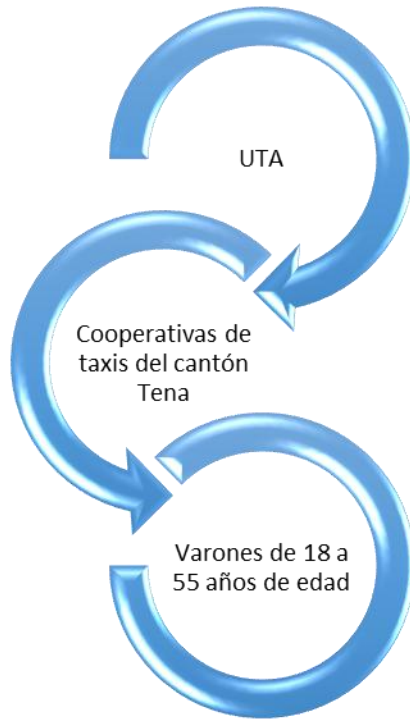 UTA
Cooperativas de
taxis del cantón
Tena
Varones de 18 a
55 años de edad